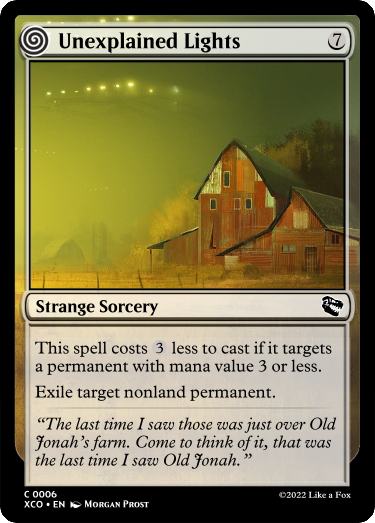 Unexplained Lights 7
Strange Sorcery
This spell costs 3 less to cast if it targets
a permanent with mana value 3 or less.
Exile target nonland permanent.
"The last time I saw those was just over Old
Jonah's farm. Come to think of it, that was
the last time I saw Old Jonah."
C 0006
XCO • EN Morgan Prost
©2022 Like a Fox